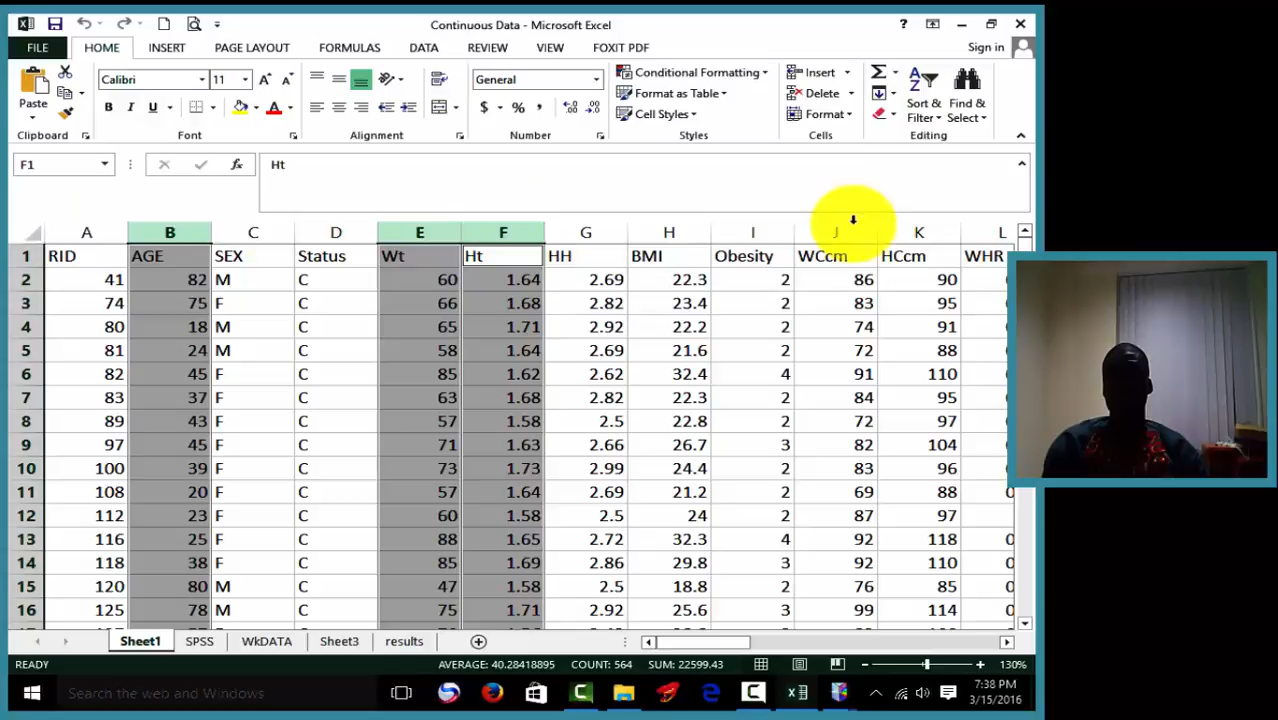 Continuous Data - Microsoft Excel
?
FILE HOME INSERT PAGE LAYOUT FORMULAS DATA REVIEW VIEW FOXIT PDF Sign in
Paste
Calibri 11
B I U
General
$ % ,
Conditional Formatting
Format as Table
Cell Styles
Insert
Delete
Format
Sort & Filter
Find & Select
Clipboard Font Alignment Number Styles Cells Editing
F1 fx Ht
A B C D E F G H I J K L
1 RID AGE SEX Status Wt Ht HH BMI Obesity WCcm HCcm WHR
2 41 82 M C 60 1.64 2.69 22.3 2 86 90
3 74 75 F C 66 1.68 2.82 23.4 2 83 95
4 80 18 M C 65 1.71 2.92 22.2 2 74 91
5 81 24 M C 58 1.64 2.69 21.6 2 72 88
6 82 45 F C 85 1.62 2.62 32.4 4 91 110
7 83 37 F C 63 1.68 2.82 22.3 2 84 95
8 89 43 F C 57 1.58 2.5 22.8 2 72 97
9 97 45 F C 71 1.63 2.66 26.7 3 82 104
10 100 39 F C 73 1.73 2.99 24.4 2 83 96
11 108 20 F C 57 1.64 2.69 21.2 2 69 88 0
12 112 23 F C 60 1.58 2.5 24 2 87 97
13 116 25 F C 88 1.65 2.72 32.3 4 92 118 0
14 118 38 F C 85 1.69 2.86 29.8 3 92 110 0
15 120 80 M C 47 1.58 2.5 18.8 2 76 85 0
16 125 78 M C 75 1.71 2.92 25.6 3 99 114 0
Sheet1 SPSS WkDATA Sheet3 results
READY AVERAGE: 40.28418895 COUNT: 564 SUM: 22599.43 130%
Search the web and Windows
7:38 PM
3/15/2016